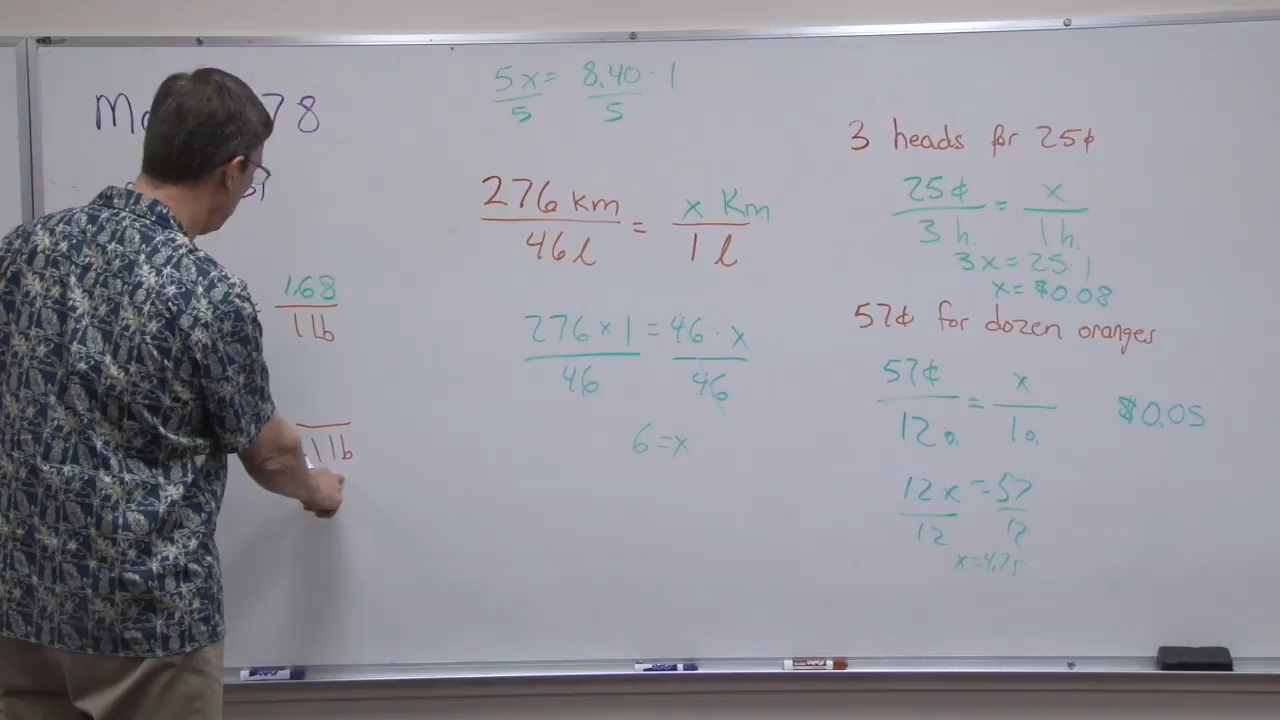 78
1.68
= ―
1 lb
1 lb
5x = 8.40 · 1
5 5
276 km = x Km
46 l 1 l
276 × 1 = 46 · x
46 46
6 = x
3 heads for 25¢
25¢ = x
3 h. 1 h.
3x = 25·1
x = $0.08
57¢ for dozen oranges
57¢ = x
12 o. 1 o.
$0.05
12x = 57
12 12
x = 4.75